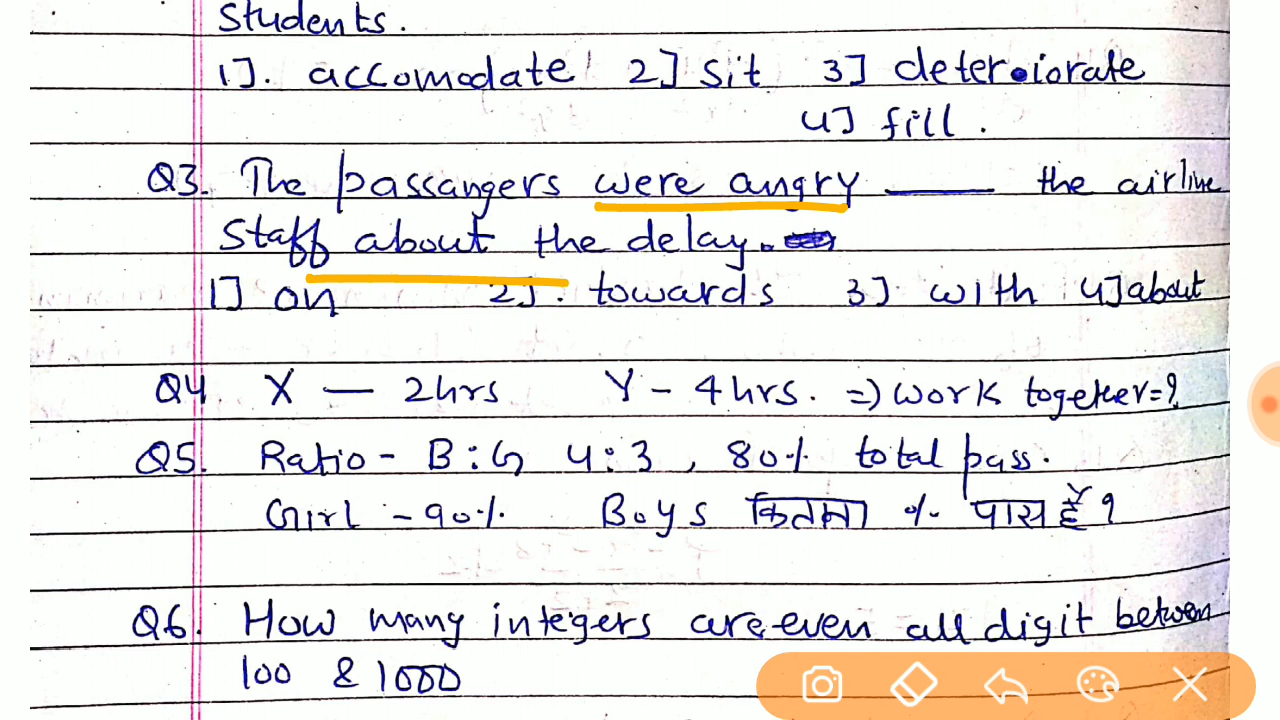 Students.
1]. accomodate 2] sit 3] deteriorate
4] fill.
Q3. The passangers were angry ___ the airline
Staff about the delay.
1] on 2]. towards 3] with 4] about
Q4 X — 2hrs Y - 4hrs. => work together=?
Q5. Ratio - B:G 4:3, 80% total pass.
Girl - 90% Boys कितना % पास है ?
Q6. How many integers are even all digit between
100 & 1000